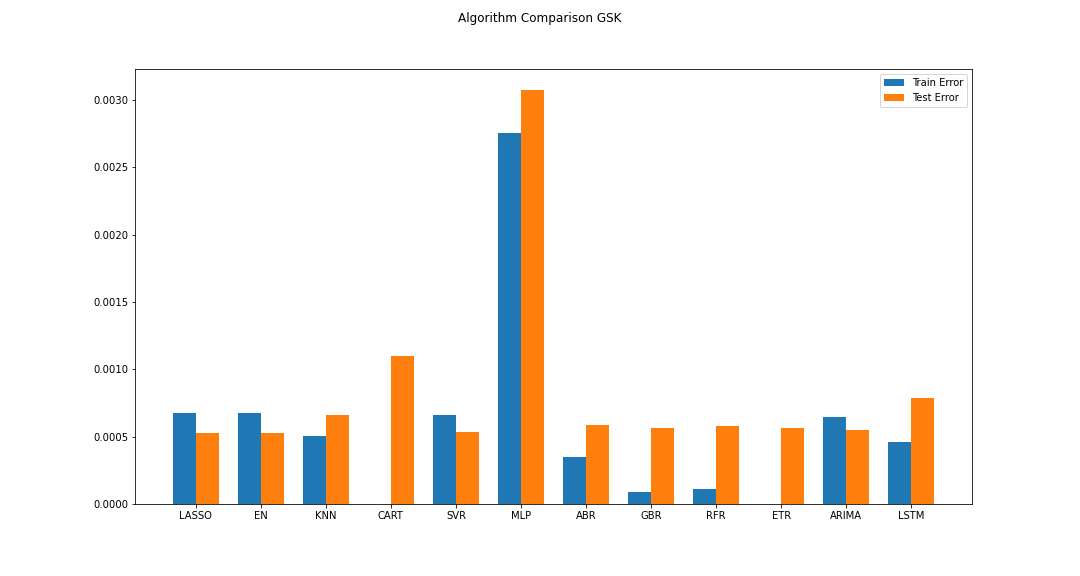 Algorithm Comparison GSK
Train Error
Test Error
0.0030
0.0025
0.0020
0.0015
0.0010
0.0005
0.0000
LASSO EN KNN CART SVR MLP ABR GBR RFR ETR ARIMA LSTM